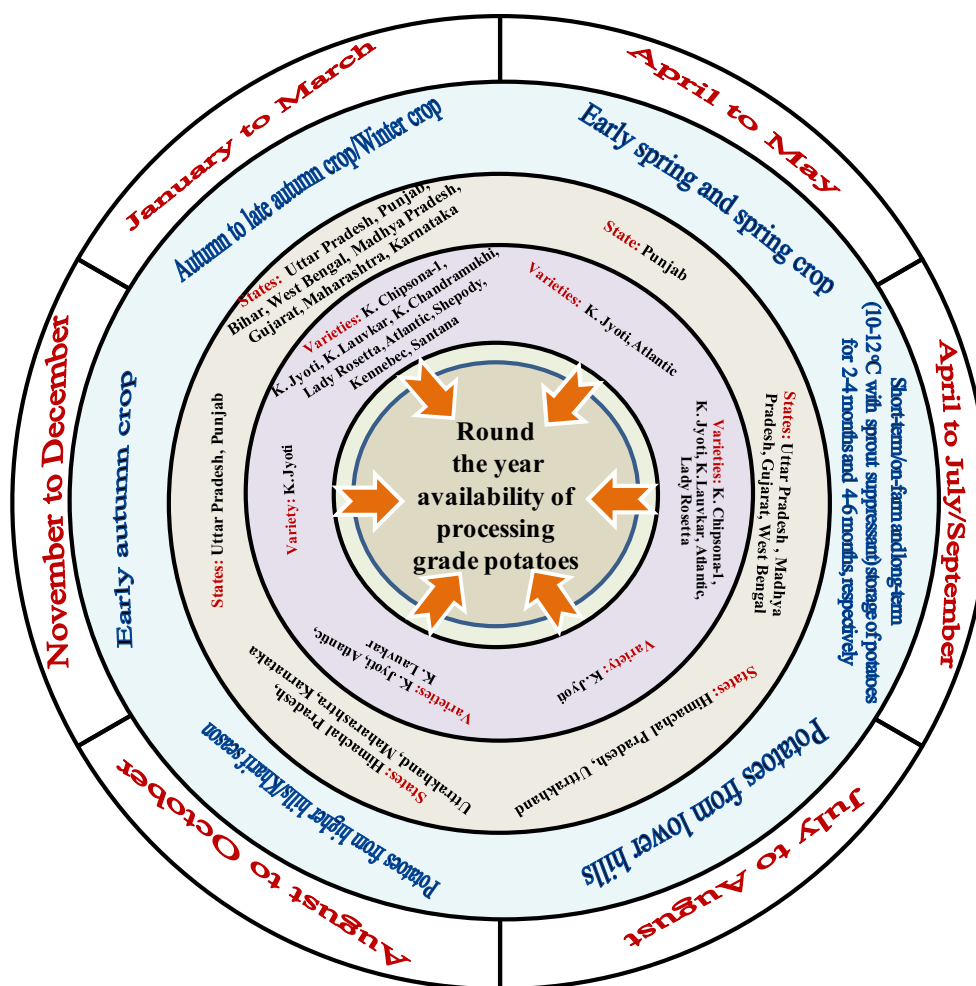 January to March
April to May
April to July/September
July to August
August to October
November to December
Autumn to late autumn crop/Winter crop
Early spring and spring crop
Short-term/on-farm and long-term
(10-12 °C with sprout suppressant) storage of potatoes
for 2-4 months and 4-6 months, respectively
Potatoes from lower hills
Potatoes from higher hills/Kharif season
Early autumn crop
States: Uttar Pradesh, Punjab,
Bihar, West Bengal, Madhya Pradesh,
Gujarat, Maharashtra, Karnataka
State: Punjab
States: Uttar Pradesh , Madhya
Pradesh, Gujarat, West Bengal
States: Himachal Pradesh, Uttrakhand
States: Himachal Pradesh,
Uttrakhand, Maharashtra, Karnataka
States: Uttar Pradesh, Punjab
Varieties: K. Chipsona-1,
K. Jyoti, K. Lauvkar, K. Chandramukhi,
Lady Rosetta, Atlantic, Shepody,
Kennebec, Santana
Varieties: K. Jyoti, Atlantic
Varieties: K. Chipsona-1,
K. Jyoti, K. Lauvkar, Atlantic,
Lady Rosetta
Variety: K. Jyoti
Varieties: K. Jyoti, Atlantic,
K. Lauvkar
Variety: K.Jyoti
Round
the year
availability of
processing
grade potatoes